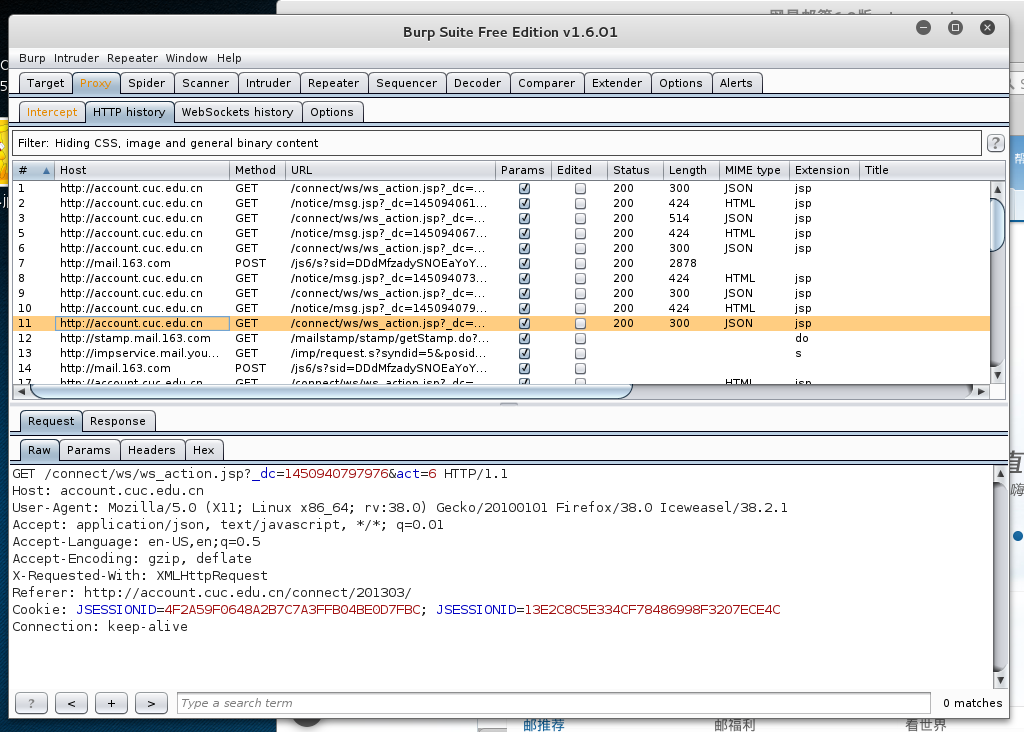 Burp Suite Free Edition v1.6.01
Burp Intruder Repeater Window Help
Target Proxy Spider Scanner Intruder Repeater Sequencer Decoder Comparer Extender Options Alerts
Intercept HTTP history WebSockets history Options
Filter: Hiding CSS, image and general binary content ?
# Host Method URL Params Edited Status Length MIME type Extension Title
1 http://account.cuc.edu.cn GET /connect/ws/ws_action.jsp?_dc=... 200 300 JSON jsp
2 http://account.cuc.edu.cn GET /notice/msg.jsp?_dc=145094061... 200 424 HTML jsp
3 http://account.cuc.edu.cn GET /connect/ws/ws_action.jsp?_dc=... 200 514 JSON jsp
5 http://account.cuc.edu.cn GET /notice/msg.jsp?_dc=145094067... 200 424 HTML jsp
6 http://account.cuc.edu.cn GET /connect/ws/ws_action.jsp?_dc=... 200 300 JSON jsp
7 http://mail.163.com POST /js6/s?sid=DDdMfzadySNOEaYoY... 200 2878
8 http://account.cuc.edu.cn GET /notice/msg.jsp?_dc=145094073... 200 424 HTML jsp
9 http://account.cuc.edu.cn GET /connect/ws/ws_action.jsp?_dc=... 200 300 JSON jsp
10 http://account.cuc.edu.cn GET /notice/msg.jsp?_dc=145094079... 200 424 HTML jsp
11 http://account.cuc.edu.cn GET /connect/ws/ws_action.jsp?_dc=... 200 300 JSON jsp
12 http://stamp.mail.163.com GET /mailstamp/stamp/getStamp.do?... do
13 http://impservice.mail.you... GET /imp/request.s?syndid=5&posid... s
14 http://mail.163.com POST /js6/s?sid=DDdMfzadySNOEaYoY...
17 http://account.cuc.edu.cn GET /connect/ws/ws_action.jsp?_dc=... HTML jsp
Request Response
Raw Params Headers Hex
GET /connect/ws/ws_action.jsp?_dc=1450940797976&act=6 HTTP/1.1
Host: account.cuc.edu.cn
User-Agent: Mozilla/5.0 (X11; Linux x86_64; rv:38.0) Gecko/20100101 Firefox/38.0 Iceweasel/38.2.1
Accept: application/json, text/javascript, */*; q=0.01
Accept-Language: en-US,en;q=0.5
Accept-Encoding: gzip, deflate
X-Requested-With: XMLHttpRequest
Referer: http://account.cuc.edu.cn/connect/201303/
Cookie: JSESSIONID=4F2A59F0648A2B7C7A3FFB04BE0D7FBC; JSESSIONID=13E2C8C5E334CF78486998F3207ECE4C
Connection: keep-alive
? < + > Type a search term 0 matches
邮推荐 邮福利 看世界